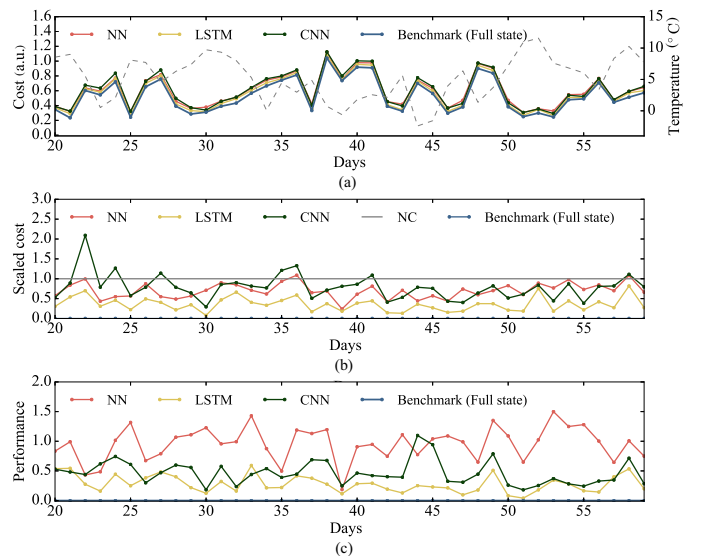 NN LSTM CNN Benchmark (Full state)
Cost (a.u.)
1.6
1.4
1.2
1.0
0.8
0.6
0.4
0.2
0.0
15
10
5
0
Temperature (°C)
20 25 30 35 40 45 50 55
Days
(a)
NN LSTM CNN NC Benchmark (Full state)
Scaled cost
3.0
2.5
2.0
1.5
1.0
0.5
0.0
20 25 30 35 40 45 50 55
Days
(b)
NN LSTM CNN Benchmark (Full state)
Performance
2.0
1.5
1.0
0.5
0.0
20 25 30 35 40 45 50 55
Days
(c)